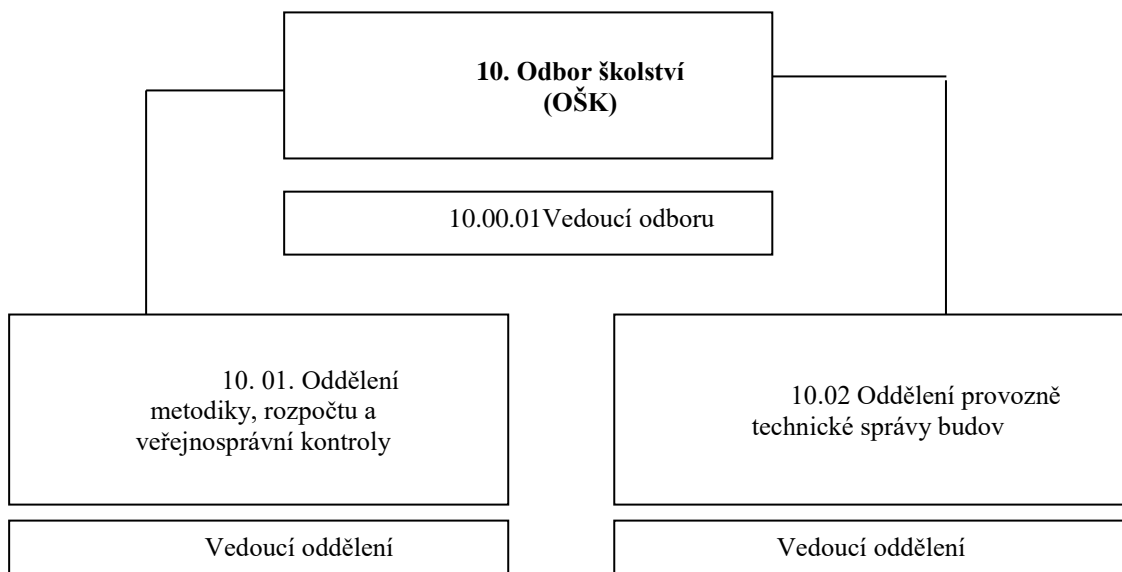 10. Odbor školství
(OŠK)
10.00.01Vedoucí odboru
10. 01. Oddělení
metodiky, rozpočtu a
veřejnosprávní kontroly
10.02 Oddělení provozně
technické správy budov
Vedoucí oddělení
Vedoucí oddělení